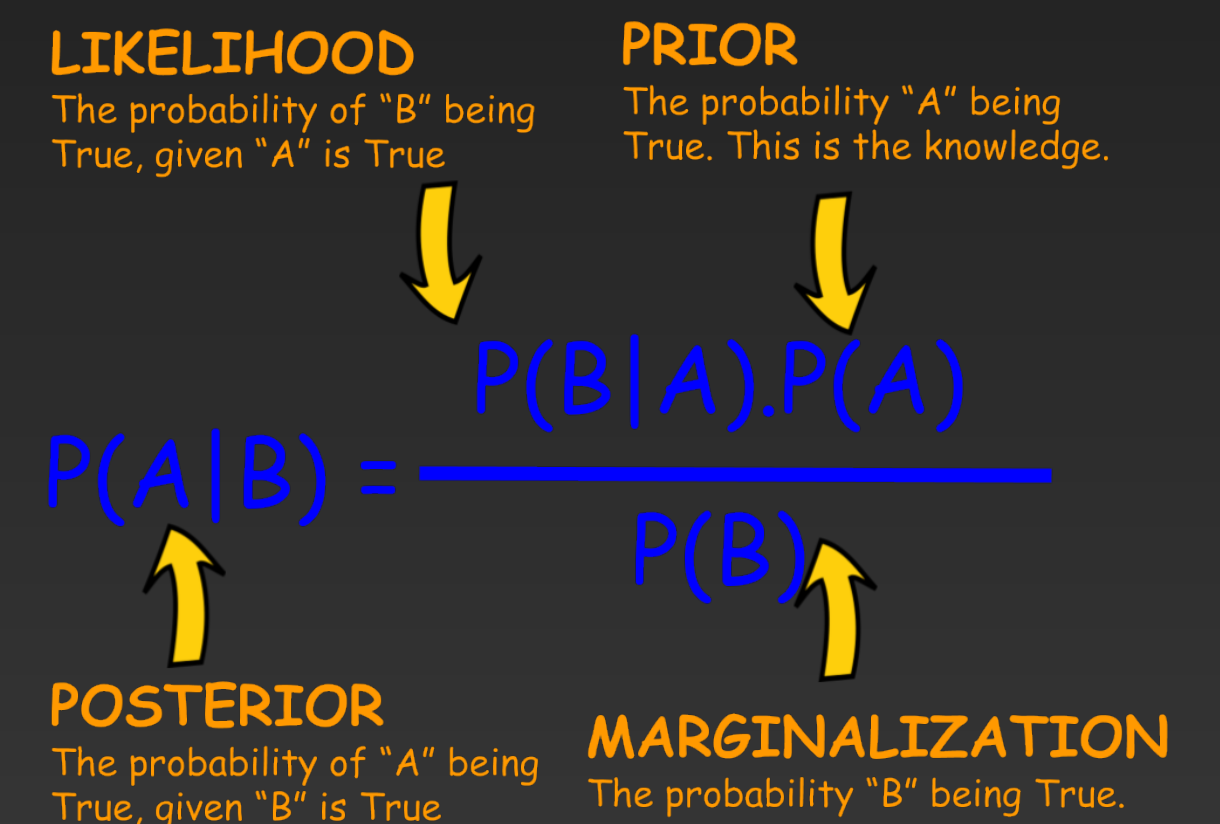 LIKELIHOOD
The probability of “B” being
True, given “A” is True
PRIOR
The probability “A” being
True. This is the knowledge.
P(B|A).P(A)
P(A|B) =
P(B)
POSTERIOR
The probability of “A” being
True, given “B” is True
MARGINALIZATION
The probability “B” being True.